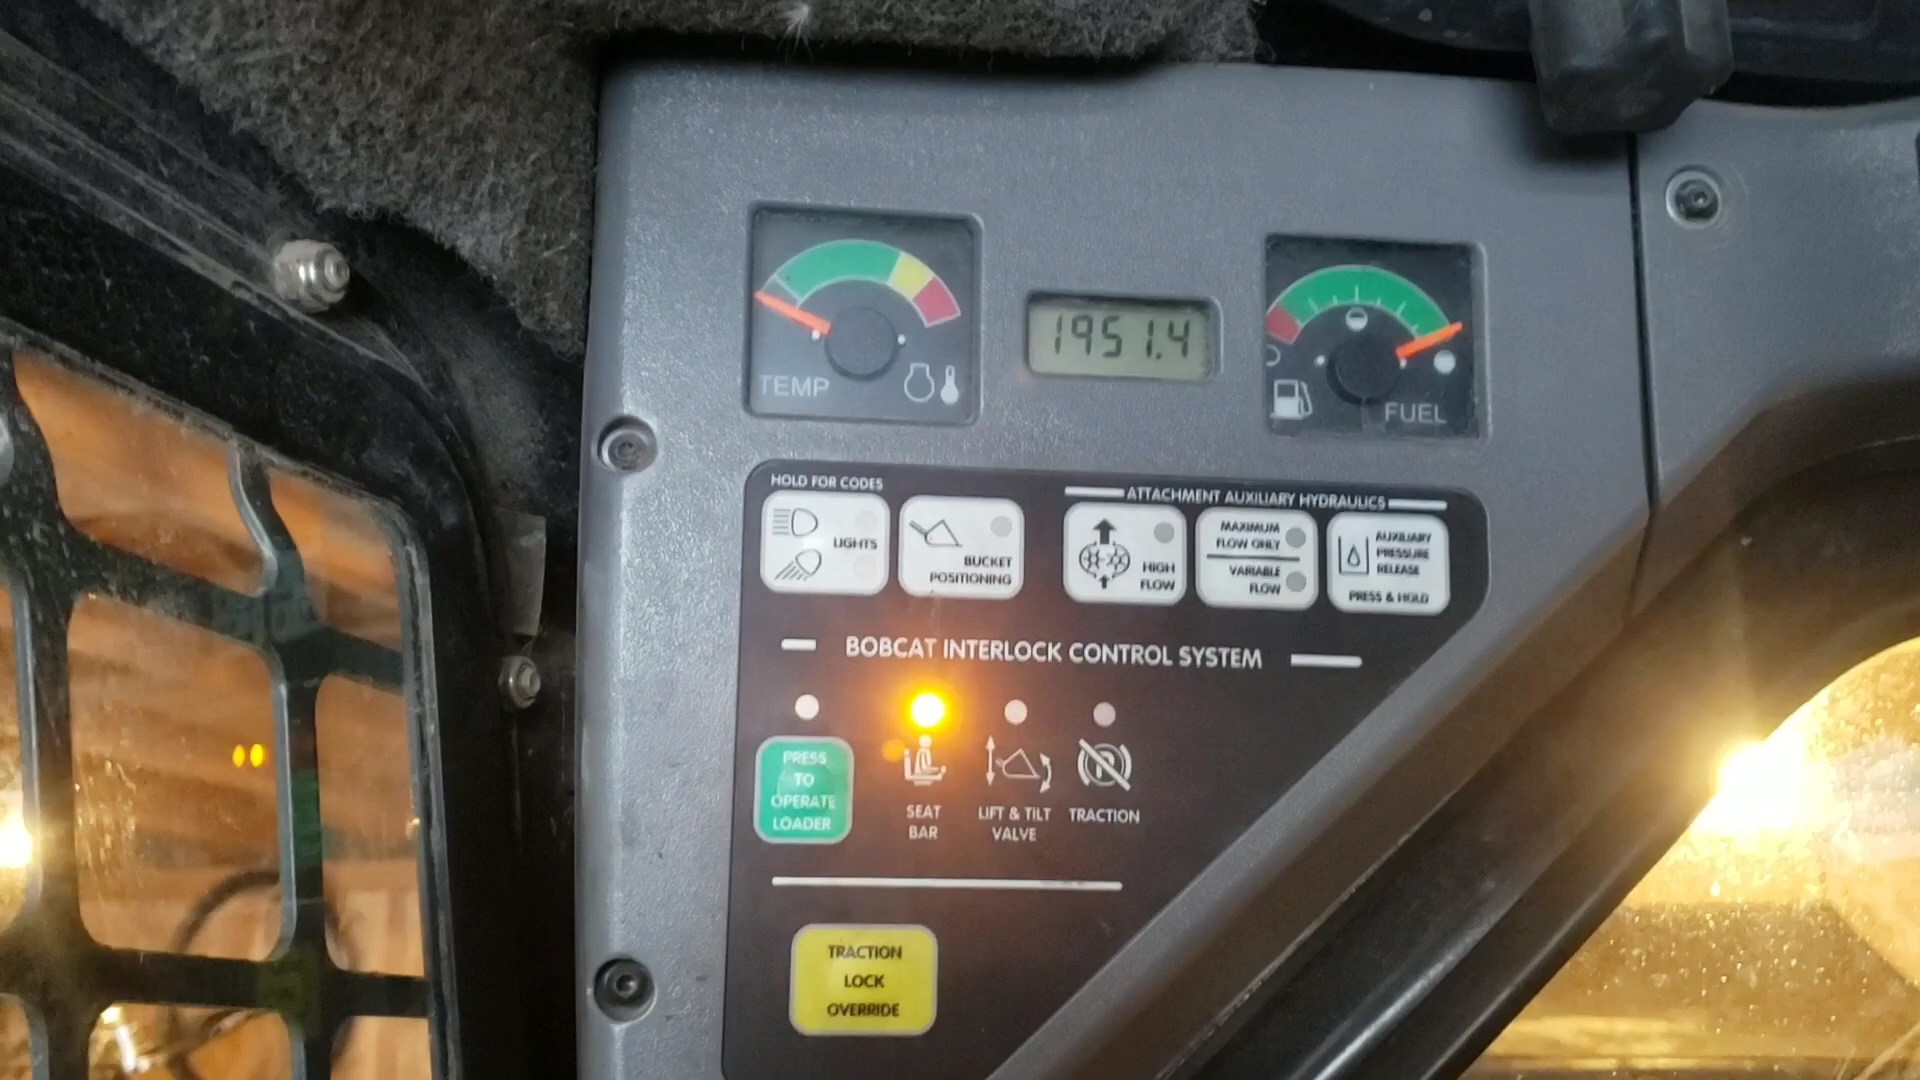 TEMP
1951.4
FUEL
HOLD FOR CODES
LIGHTS
BUCKET
POSITIONING
ATTACHMENT AUXILIARY HYDRAULICS
HIGH
FLOW
MAXIMUM
FLOW ONLY
VARIABLE
FLOW
AUXILIARY
PRESSURE
RELEASE
PRESS & HOLD
BOBCAT INTERLOCK CONTROL SYSTEM
PRESS
TO
OPERATE
LOADER
SEAT
BAR
LIFT & TILT
VALVE
TRACTION
TRACTION
LOCK
OVERRIDE